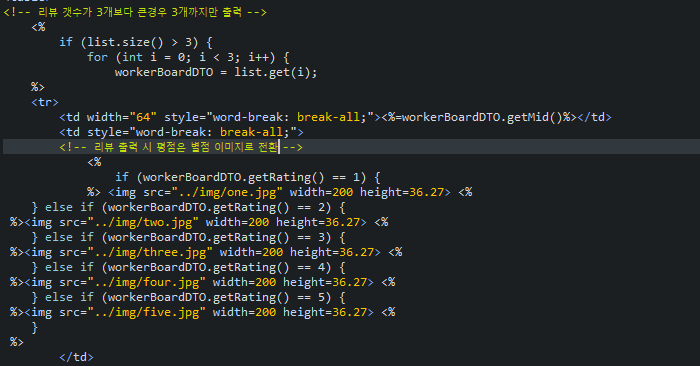 <!-- 리뷰 갯수가 3개보다 큰경우 3개까지만 출력 -->
<%
if (list.size() > 3) {
for (int i = 0; i < 3; i++) {
workerBoardDTO = list.get(i);
%>
<tr>
<td width="64" style="word-break: break-all;"><%=workerBoardDTO.getMid()%></td>
<td style="word-break: break-all;">
<!-- 리뷰 출력 시 평점은 별점 이미지로 전환 -->
<%
if (workerBoardDTO.getRating() == 1) {
%> <img src="../img/one.jpg" width=200 height=36.27> <%
} else if (workerBoardDTO.getRating() == 2) {
%><img src="../img/two.jpg" width=200 height=36.27> <%
} else if (workerBoardDTO.getRating() == 3) {
%><img src="../img/three.jpg" width=200 height=36.27> <%
} else if (workerBoardDTO.getRating() == 4) {
%><img src="../img/four.jpg" width=200 height=36.27> <%
} else if (workerBoardDTO.getRating() == 5) {
%><img src="../img/five.jpg" width=200 height=36.27> <%
}
%>
</td>